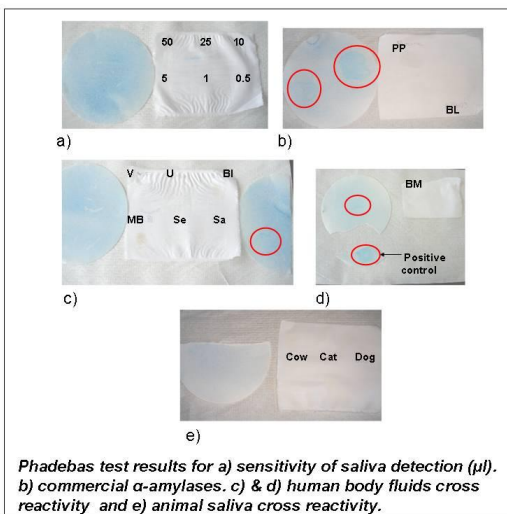 50 25 10
5 1 0.5
a)
PP
BL
b)
V U Bl
MB Se Sa
c)
BM
Positive
control
d)
Cow Cat Dog
e)
Phadebas test results for a) sensitivity of saliva detection (µl).
b) commercial α-amylases. c) & d) human body fluids cross
reactivity and e) animal saliva cross reactivity.